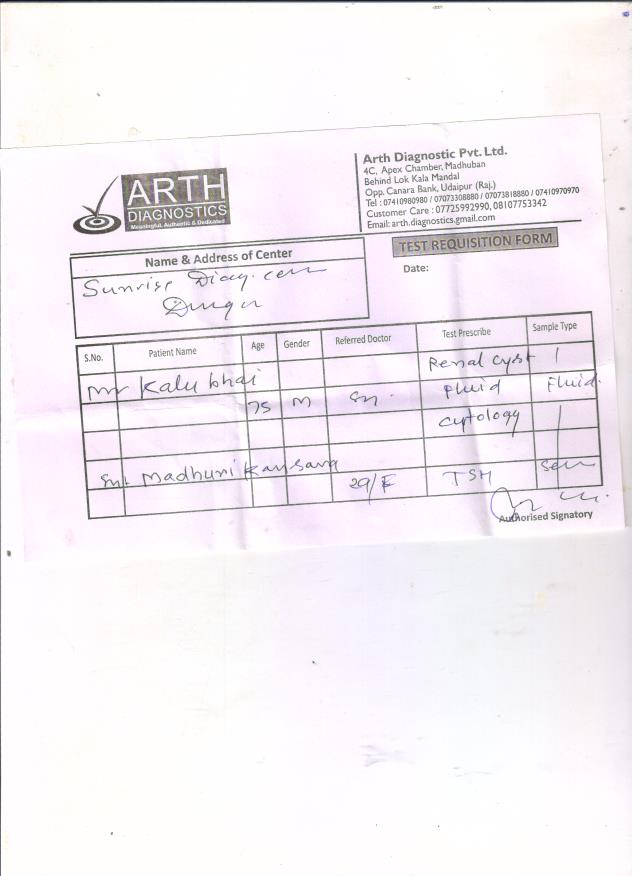 ARTH
DIAGNOSTICS
Meaningful, Authentic & Dedicated
Arth Diagnostic Pvt. Ltd.
4C, Apex Chamber, Madhuban
Behind Lok Kala Mandal
Opp. Canara Bank, Udaipur (Raj.)
Tel : 07410980980 / 07073308880 / 07073818880 / 07410970970
Customer Care : 07725992990, 08107753342
Email: arth.diagnostics.gmail.com
TEST REQUISITION FORM
Date:
Name & Address of Center
Sunrise Diag. cen
S.No. Patient Name Age Gender Referred Doctor Test Prescribe Sample Type
Mr Kalu bhai Renal Cyst
75 M Fluid Fluid.
cytology
Smt Madhuri 29/F TSH
Authorised Signatory